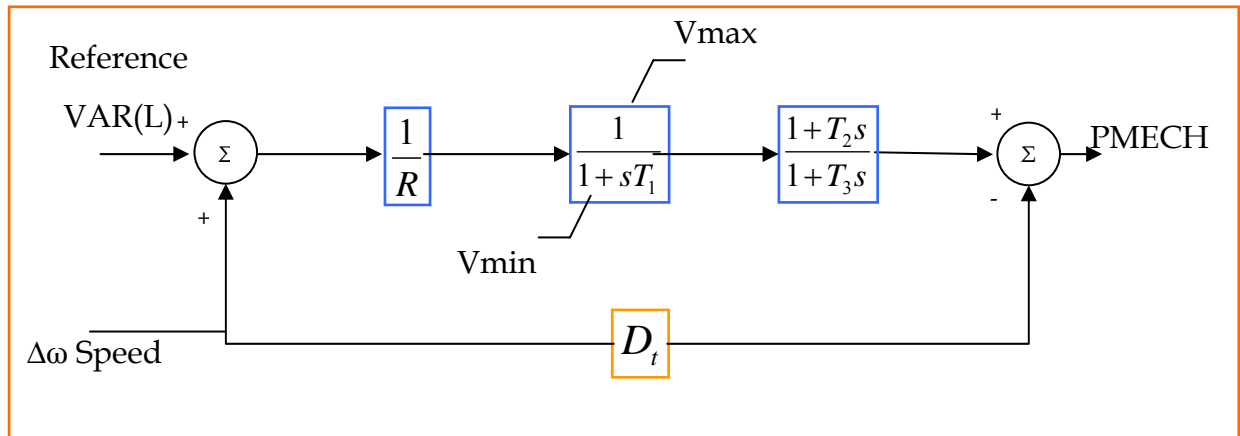 Vmax
Reference
VAR(L)
+
Σ
1
R
1
1 + sT₁
1 + T₂s
1 + T₃s
+
Σ
PMECH
+
-
Vmin
Δω Speed
Dₜ